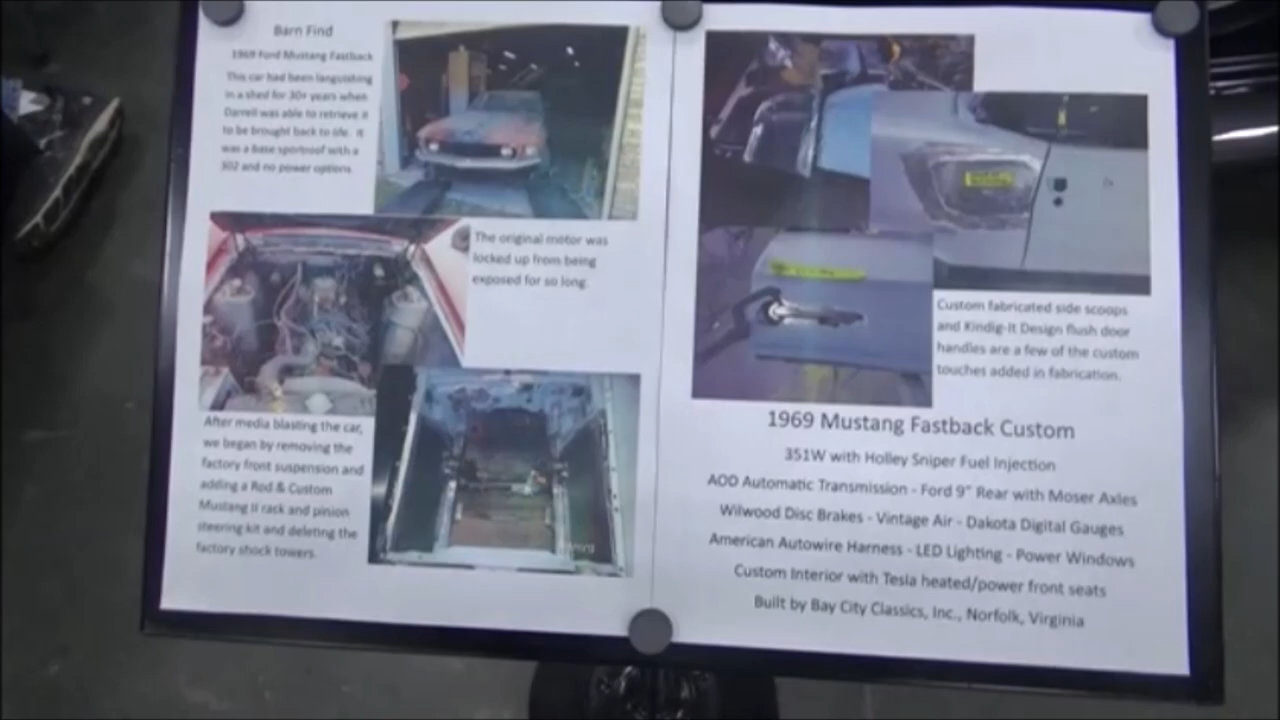 Barn Find
1969 Ford Mustang Fastback
This car had been languishing
in a shed for 30+ years when
Darrell was able to retrieve it
to be brought back to life. It
was a base sportsroof with a
302 and no power options.
The original motor was
locked up from being
exposed for so long.
After media blasting the car,
we began by removing the
factory front suspension and
adding a Rod & Custom
Mustang II rack and pinion
steering kit and deleting the
factory shock towers.
Custom fabricated side scoops
and Kindig-It Design flush door
handles are a few of the custom
touches added in fabrication.
1969 Mustang Fastback Custom
351W with Holley Sniper Fuel Injection
AOD Automatic Transmission - Ford 9" Rear with Moser Axles
Wilwood Disc Brakes - Vintage Air - Dakota Digital Gauges
American Autowire Harness - LED Lighting - Power Windows
Custom Interior with Tesla heated/power front seats
Built by Bay City Classics, Inc., Norfolk, Virginia